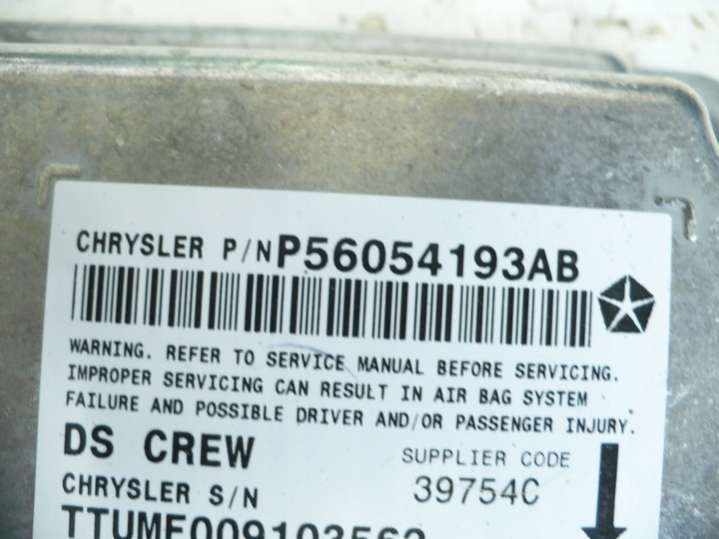 CHRYSLER P/N P56054193AB
WARNING. REFER TO SERVICE MANUAL BEFORE SERVICING.
IMPROPER SERVICING CAN RESULT IN AIR BAG SYSTEM
FAILURE AND POSSIBLE DRIVER AND/OR PASSENGER INJURY.
DS CREW
SUPPLIER CODE
CHRYSLER S/N
39754C